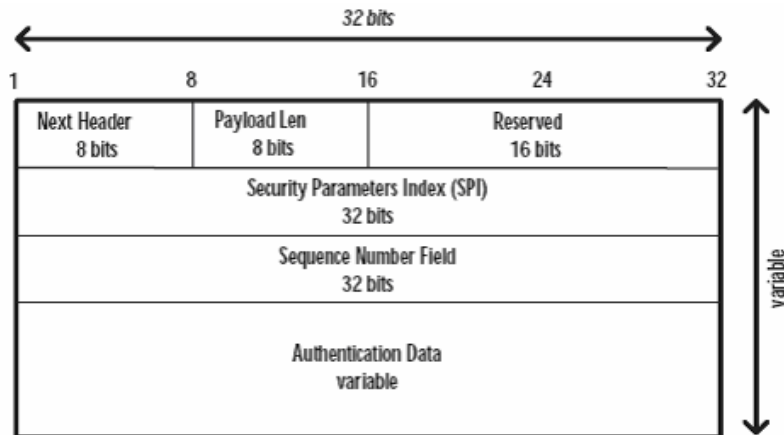 32 bits
1 8 16 24 32
Next Header Payload Len Reserved
8 bits 8 bits 16 bits
Security Parameters Index (SPI)
32 bits
Sequence Number Field
32 bits
variable
Authentication Data
variable